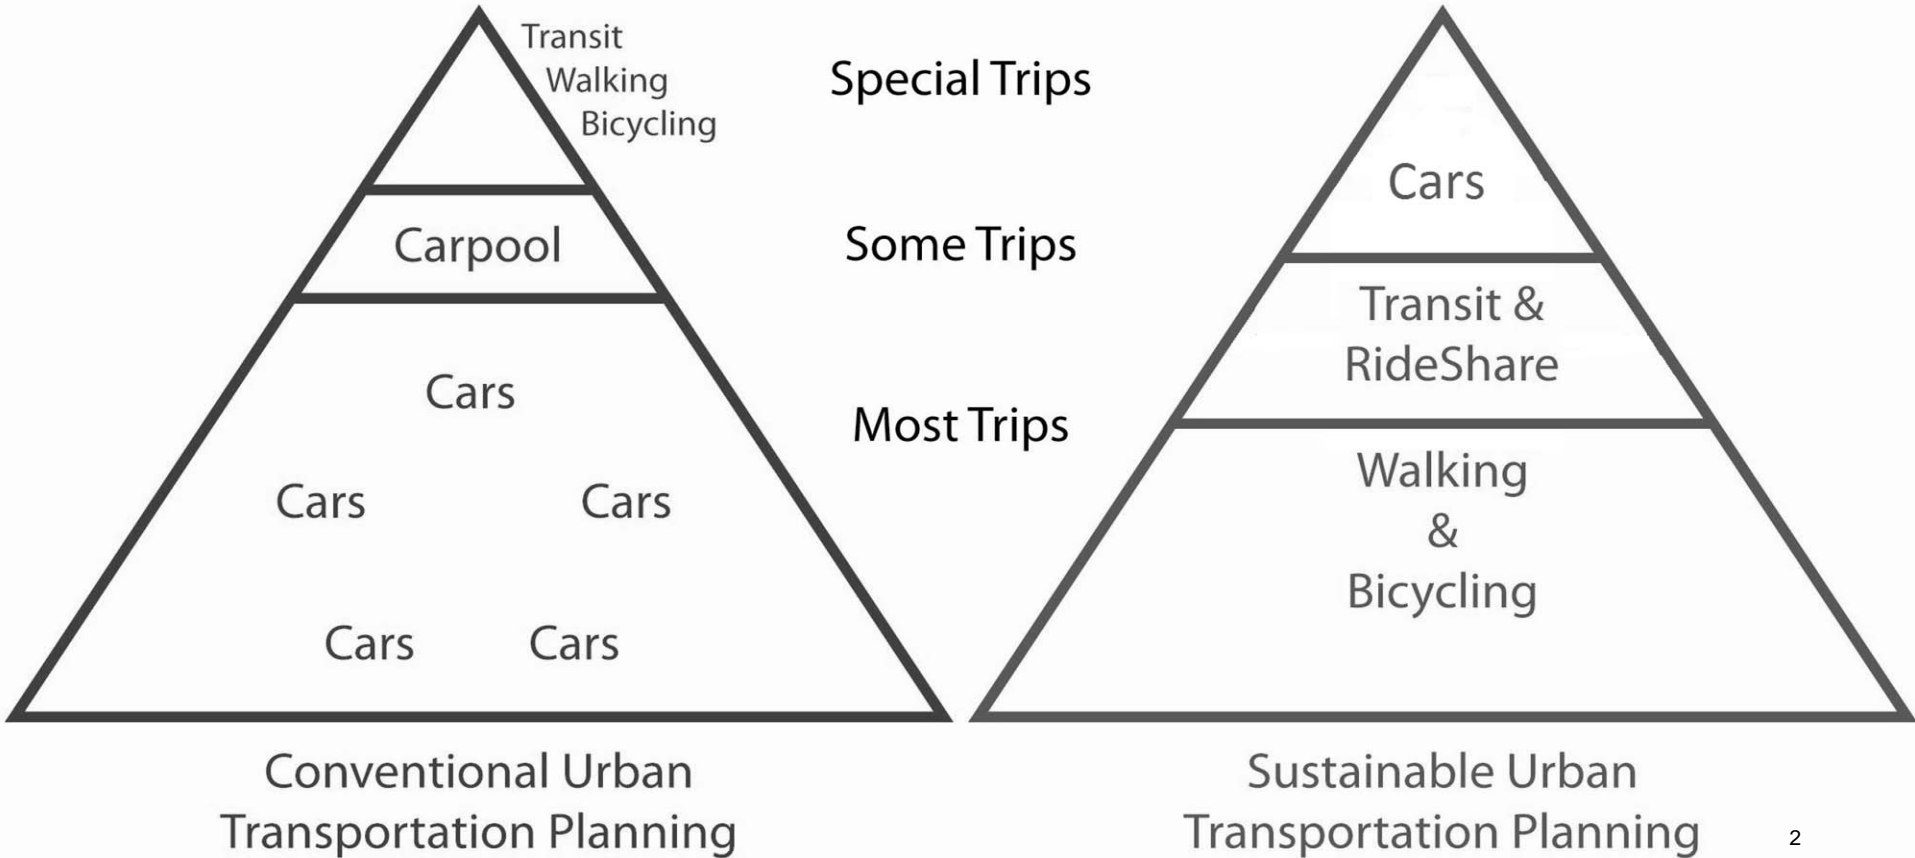 Transit
Walking
Bicycling
Carpool
Cars
Cars Cars
Cars Cars
Conventional Urban
Transportation Planning
Special Trips
Some Trips
Most Trips
Cars
Transit &
RideShare
Walking
&
Bicycling
Sustainable Urban
Transportation Planning
2